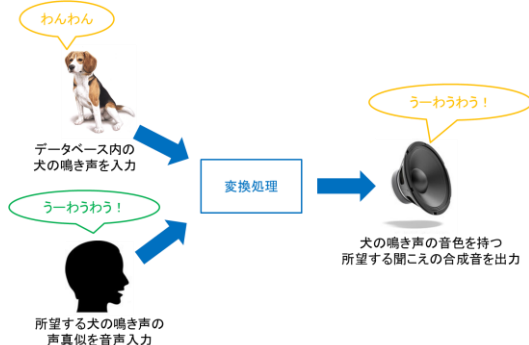 わんわん
データベース内の
犬の鳴き声を入力
うーわうわう！
所望する犬の鳴き声の
声真似を音声入力
変換処理
うーわうわう！
犬の鳴き声の音色を持つ
所望する聞こえの合成音を出力